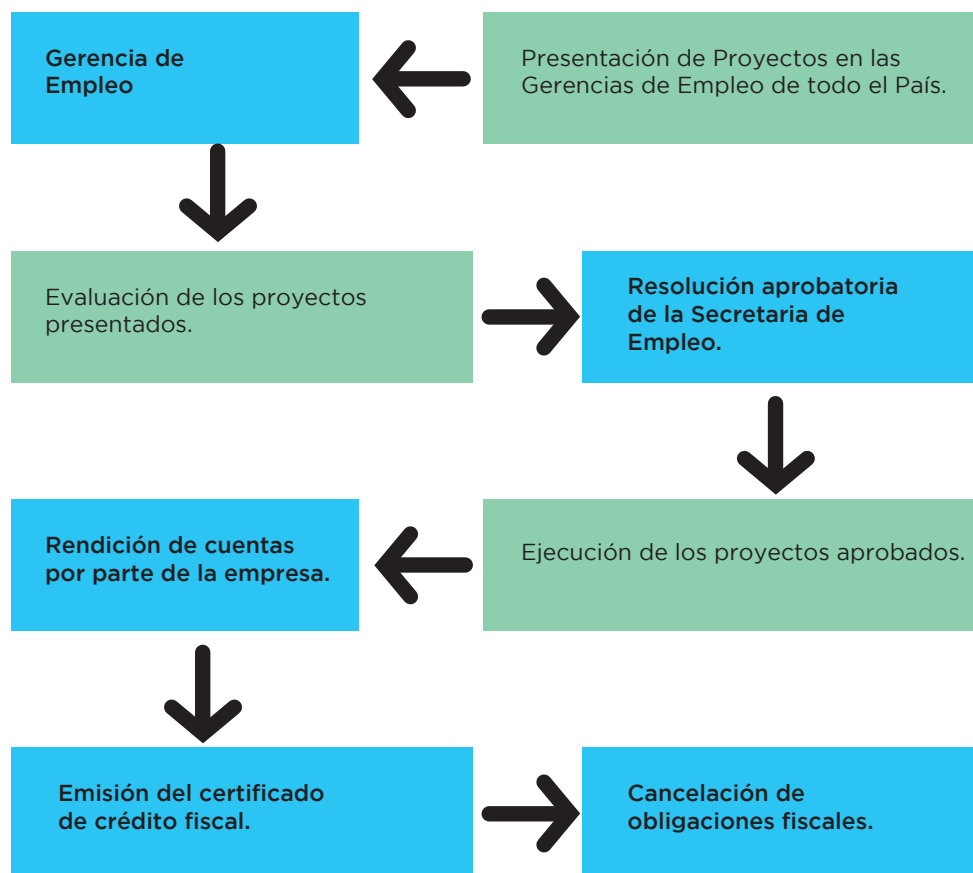 Gerencia de
Empleo
Presentación de Proyectos en las
Gerencias de Empleo de todo el País.
Evaluación de los proyectos
presentados.
Resolución aprobatoria
de la Secretaria de
Empleo.
Rendición de cuentas
por parte de la empresa.
Ejecución de los proyectos aprobados.
Emisión del certificado
de crédito fiscal.
Cancelación de
obligaciones fiscales.